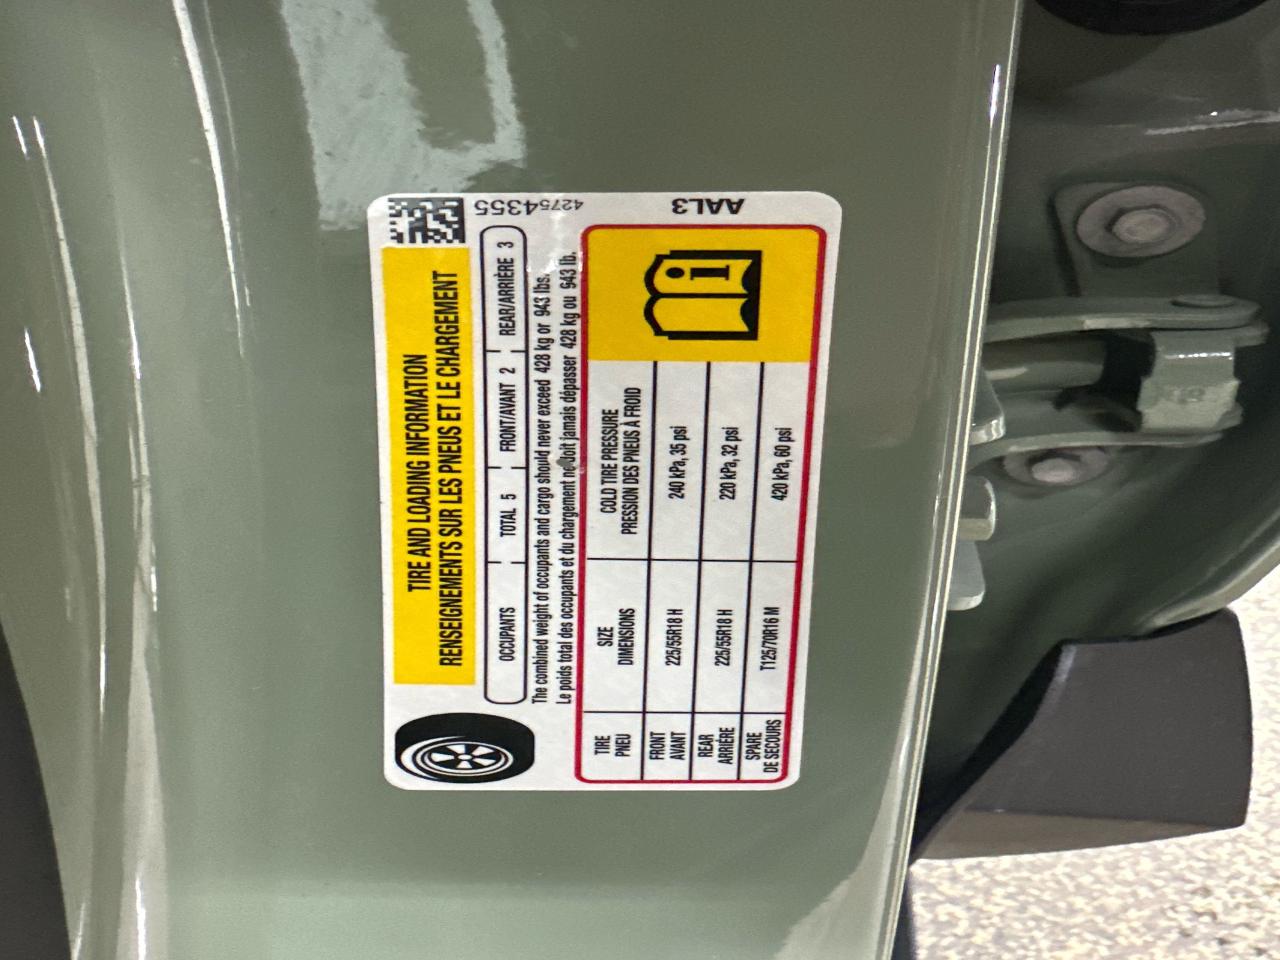 TIRE AND LOADING INFORMATION
RENSEIGNEMENTS SUR LES PNEUS ET LE CHARGEMENT
OCCUPANTS TOTAL 5 FRONT/AVANT 2 REAR/ARRIÈRE 3
The combined weight of occupants and cargo should never exceed 428 kg or 943 lbs.
Le poids total des occupants et du chargement ne doit jamais dépasser 428 kg ou 943 lb.
TIRE SIZE COLD TIRE PRESSURE
PNEU DIMENSIONS PRESSION DES PNEUS À FROID
FRONT 225/55R18 H 240 kPa, 35 psi
AVANT
REAR 225/55R18 H 220 kPa, 32 psi
ARRIÈRE
SPARE T125/70R16 M 420 kPa, 60 psi
DE SECOURS
i
42754355
42754355
AAL3